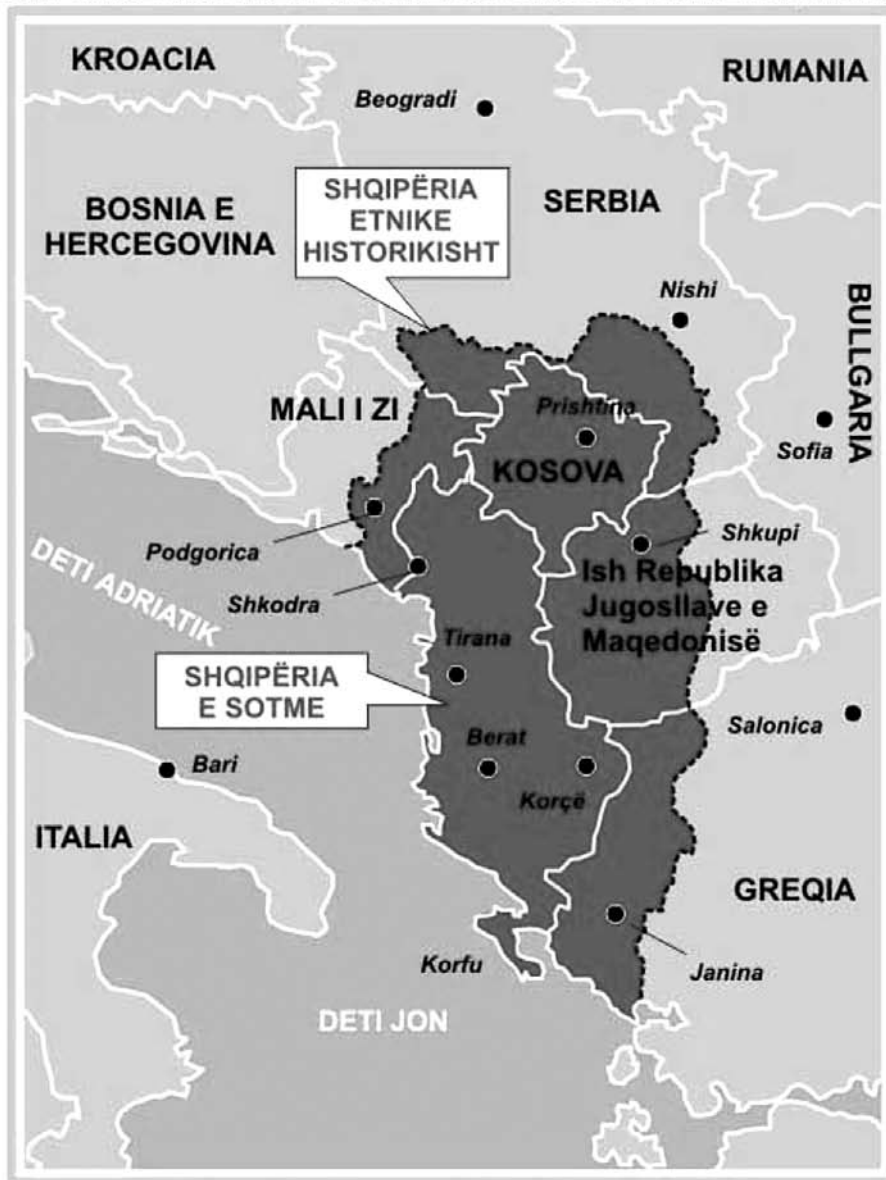 KROACIA
RUMANIA
Beogradi
SHQIPËRIA
ETNIKE
HISTORIKISHT
SERBIA
BOSNIA E
HERCEGOVINA
Nishi
BULLGARIA
MALI I ZI
Prishtina
Sofia
KOSOVA
Podgorica
Shkupi
DETI ADRIATIK
Shkodra
Ish Republika
Jugosllave e
Maqedonisë
Tirana
SHQIPËRIA
E SOTME
Salonica
Berat
Bari
Korçë
ITALIA
GREQIA
Korfu
Janina
DETI JON